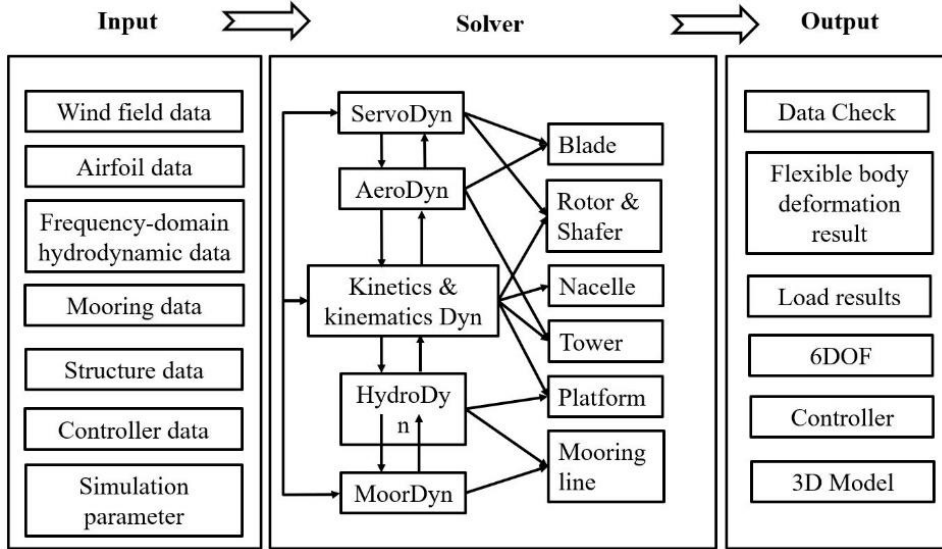 Input
Solver
Output
Wind field data
Airfoil data
Frequency-domain
hydrodynamic data
Mooring data
Structure data
Controller data
Simulation
parameter
ServoDyn
AeroDyn
Kinetics &
kinematics Dyn
HydroDy
n
MoorDyn
Blade
Rotor &
Shafer
Nacelle
Tower
Platform
Mooring
line
Data Check
Flexible body
deformation
result
Load results
6DOF
Controller
3D Model